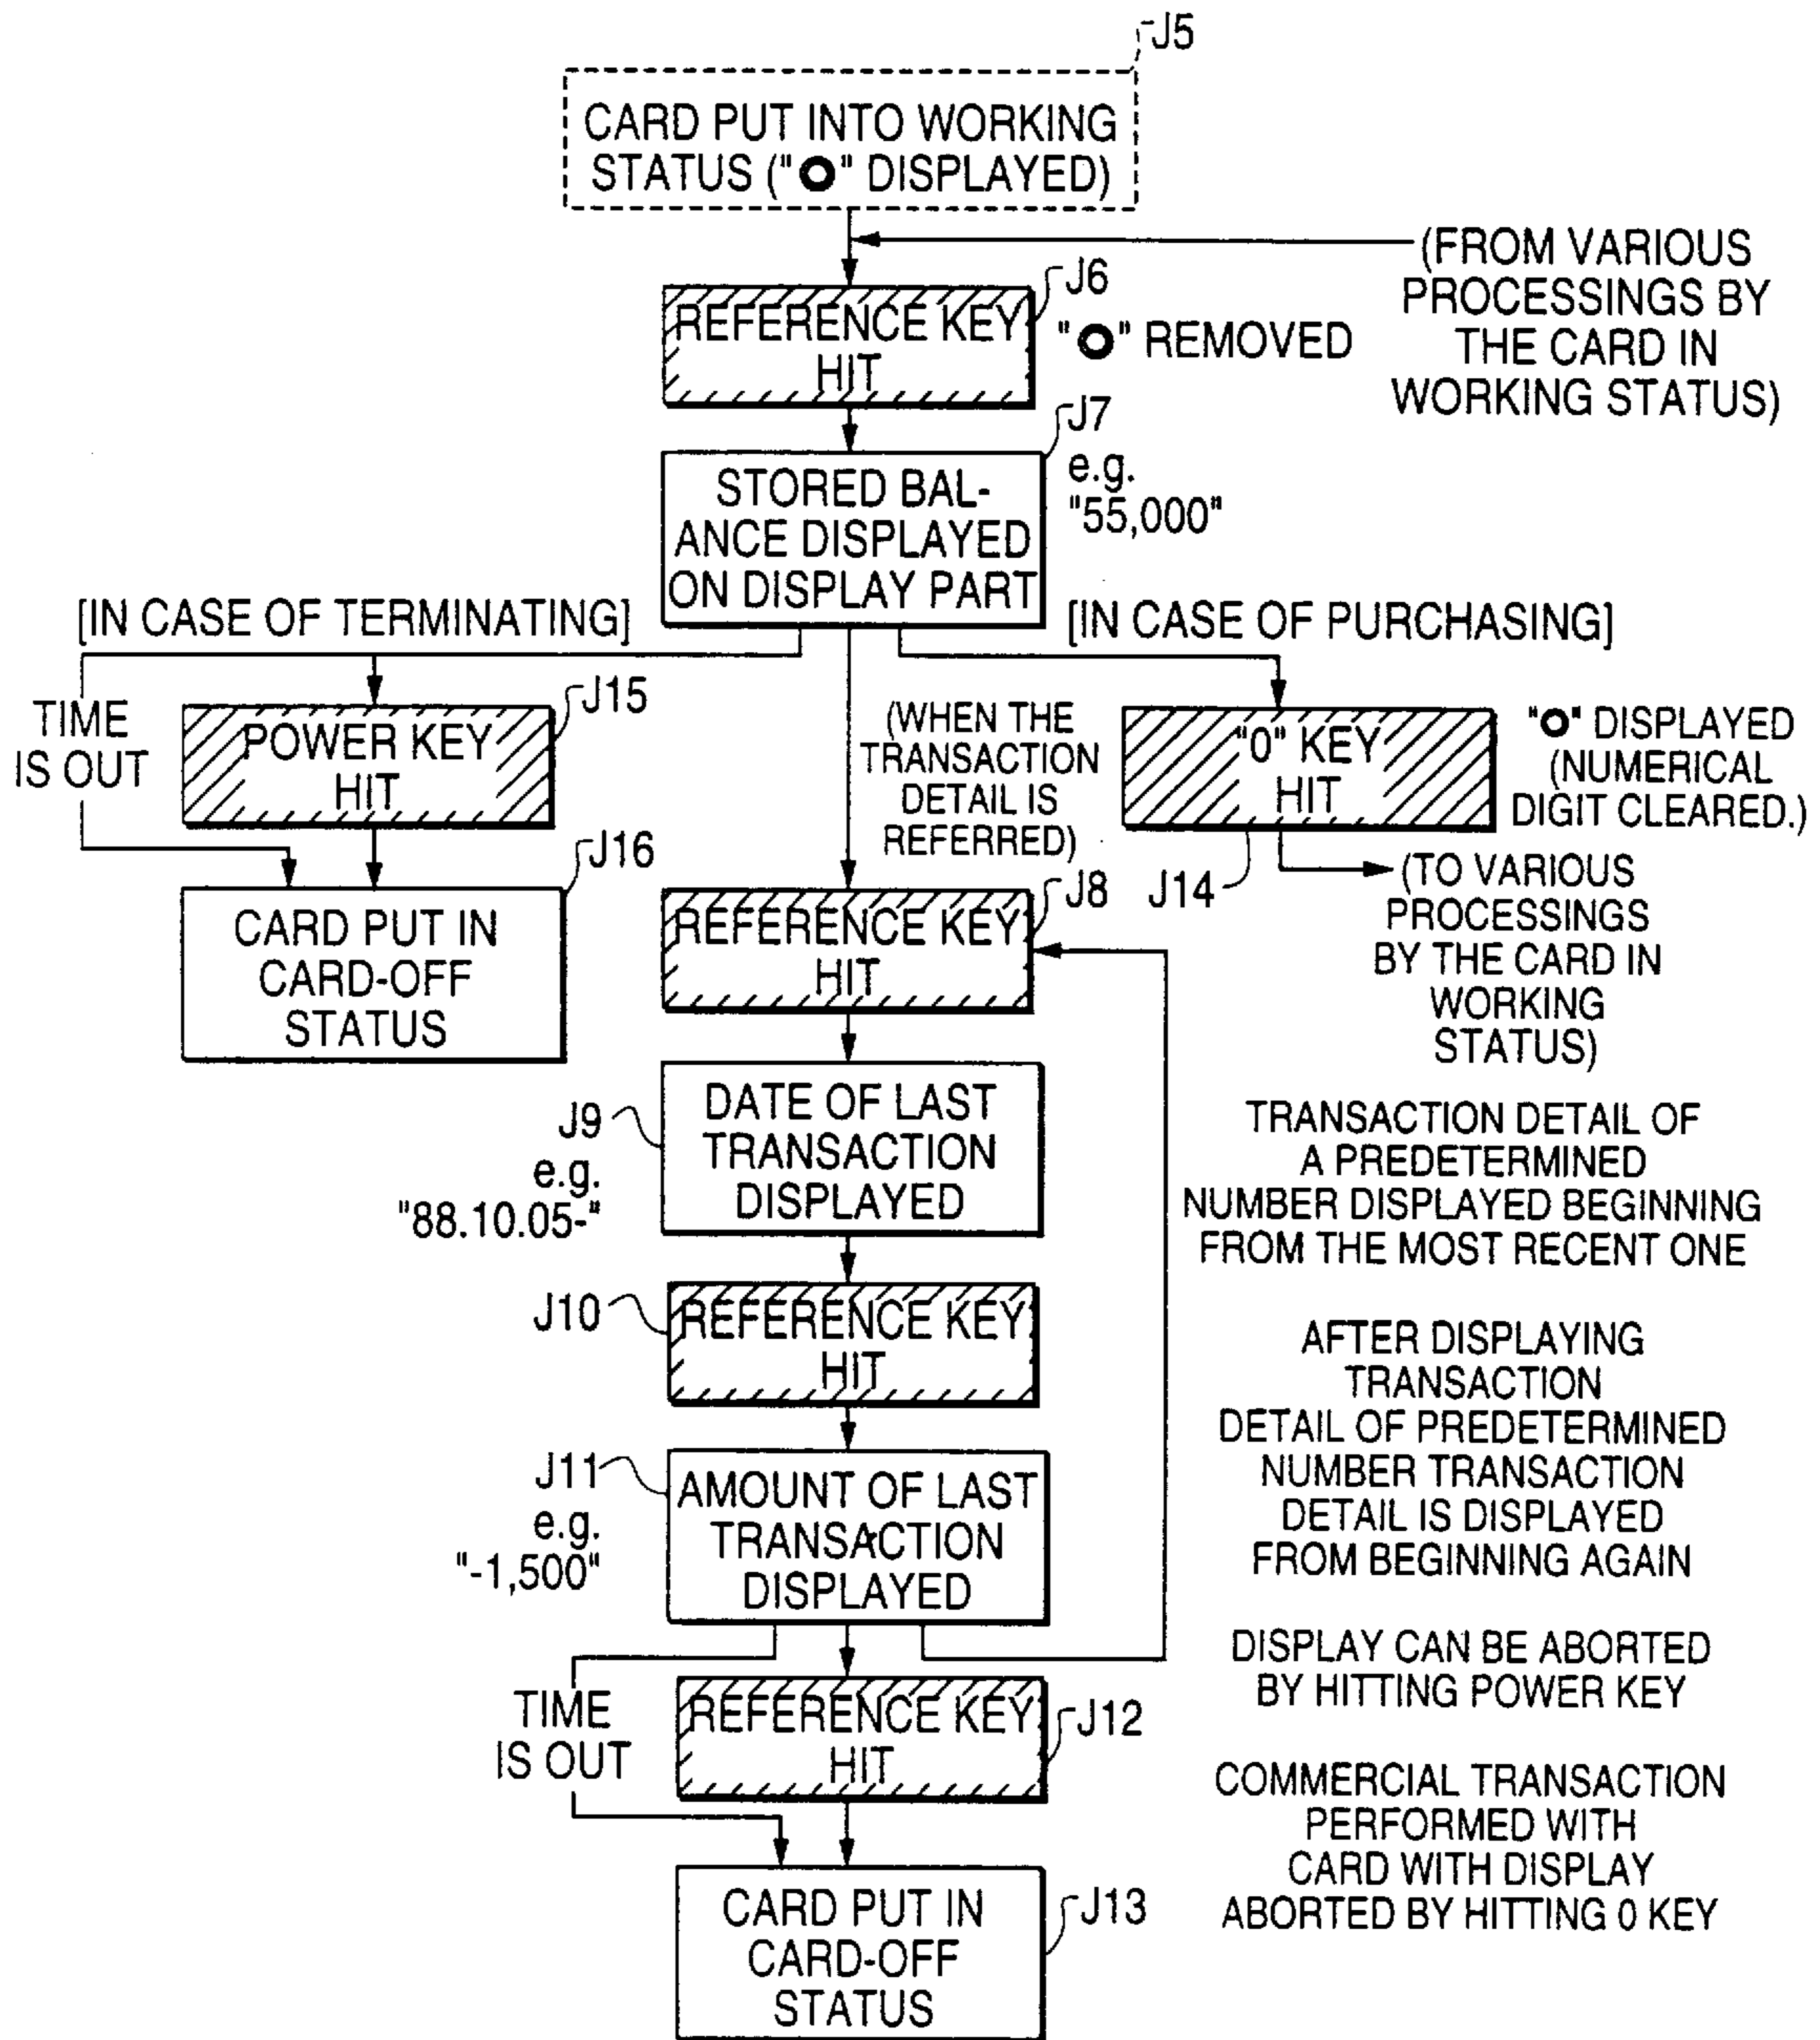 J5
CARD PUT INTO WORKING
STATUS ("O" DISPLAYED)
(FROM VARIOUS
PROCESSINGS BY
THE CARD IN
WORKING STATUS)
J6
REFERENCE KEY
HIT
"O" REMOVED
J7
STORED BAL-
ANCE DISPLAYED
ON DISPLAY PART
e.g.
"55,000"
[IN CASE OF TERMINATING]
[IN CASE OF PURCHASING]
TIME
IS OUT
J15
POWER KEY
HIT
J16
CARD PUT IN
CARD-OFF
STATUS
(WHEN THE
TRANSACTION
DETAIL IS
REFERRED)
"0" KEY
HIT
J14
"O" DISPLAYED
(NUMERICAL
DIGIT CLEARED.)
(TO VARIOUS
PROCESSINGS
BY THE CARD IN
WORKING
STATUS)
J8
REFERENCE KEY
HIT
J9
e.g.
"88.10.05-"
DATE OF LAST
TRANSACTION
DISPLAYED
J10
REFERENCE KEY
HIT
J11
e.g.
"-1,500"
AMOUNT OF LAST
TRANSACTION
DISPLAYED
TIME
IS OUT
REFERENCE KEY
HIT
J12
CARD PUT IN
CARD-OFF
STATUS
J13
TRANSACTION DETAIL OF
A PREDETERMINED
NUMBER DISPLAYED BEGINNING
FROM THE MOST RECENT ONE
AFTER DISPLAYING
TRANSACTION
DETAIL OF PREDETERMINED
NUMBER TRANSACTION
DETAIL IS DISPLAYED
FROM BEGINNING AGAIN
DISPLAY CAN BE ABORTED
BY HITTING POWER KEY
COMMERCIAL TRANSACTION
PERFORMED WITH
CARD WITH DISPLAY
ABORTED BY HITTING 0 KEY